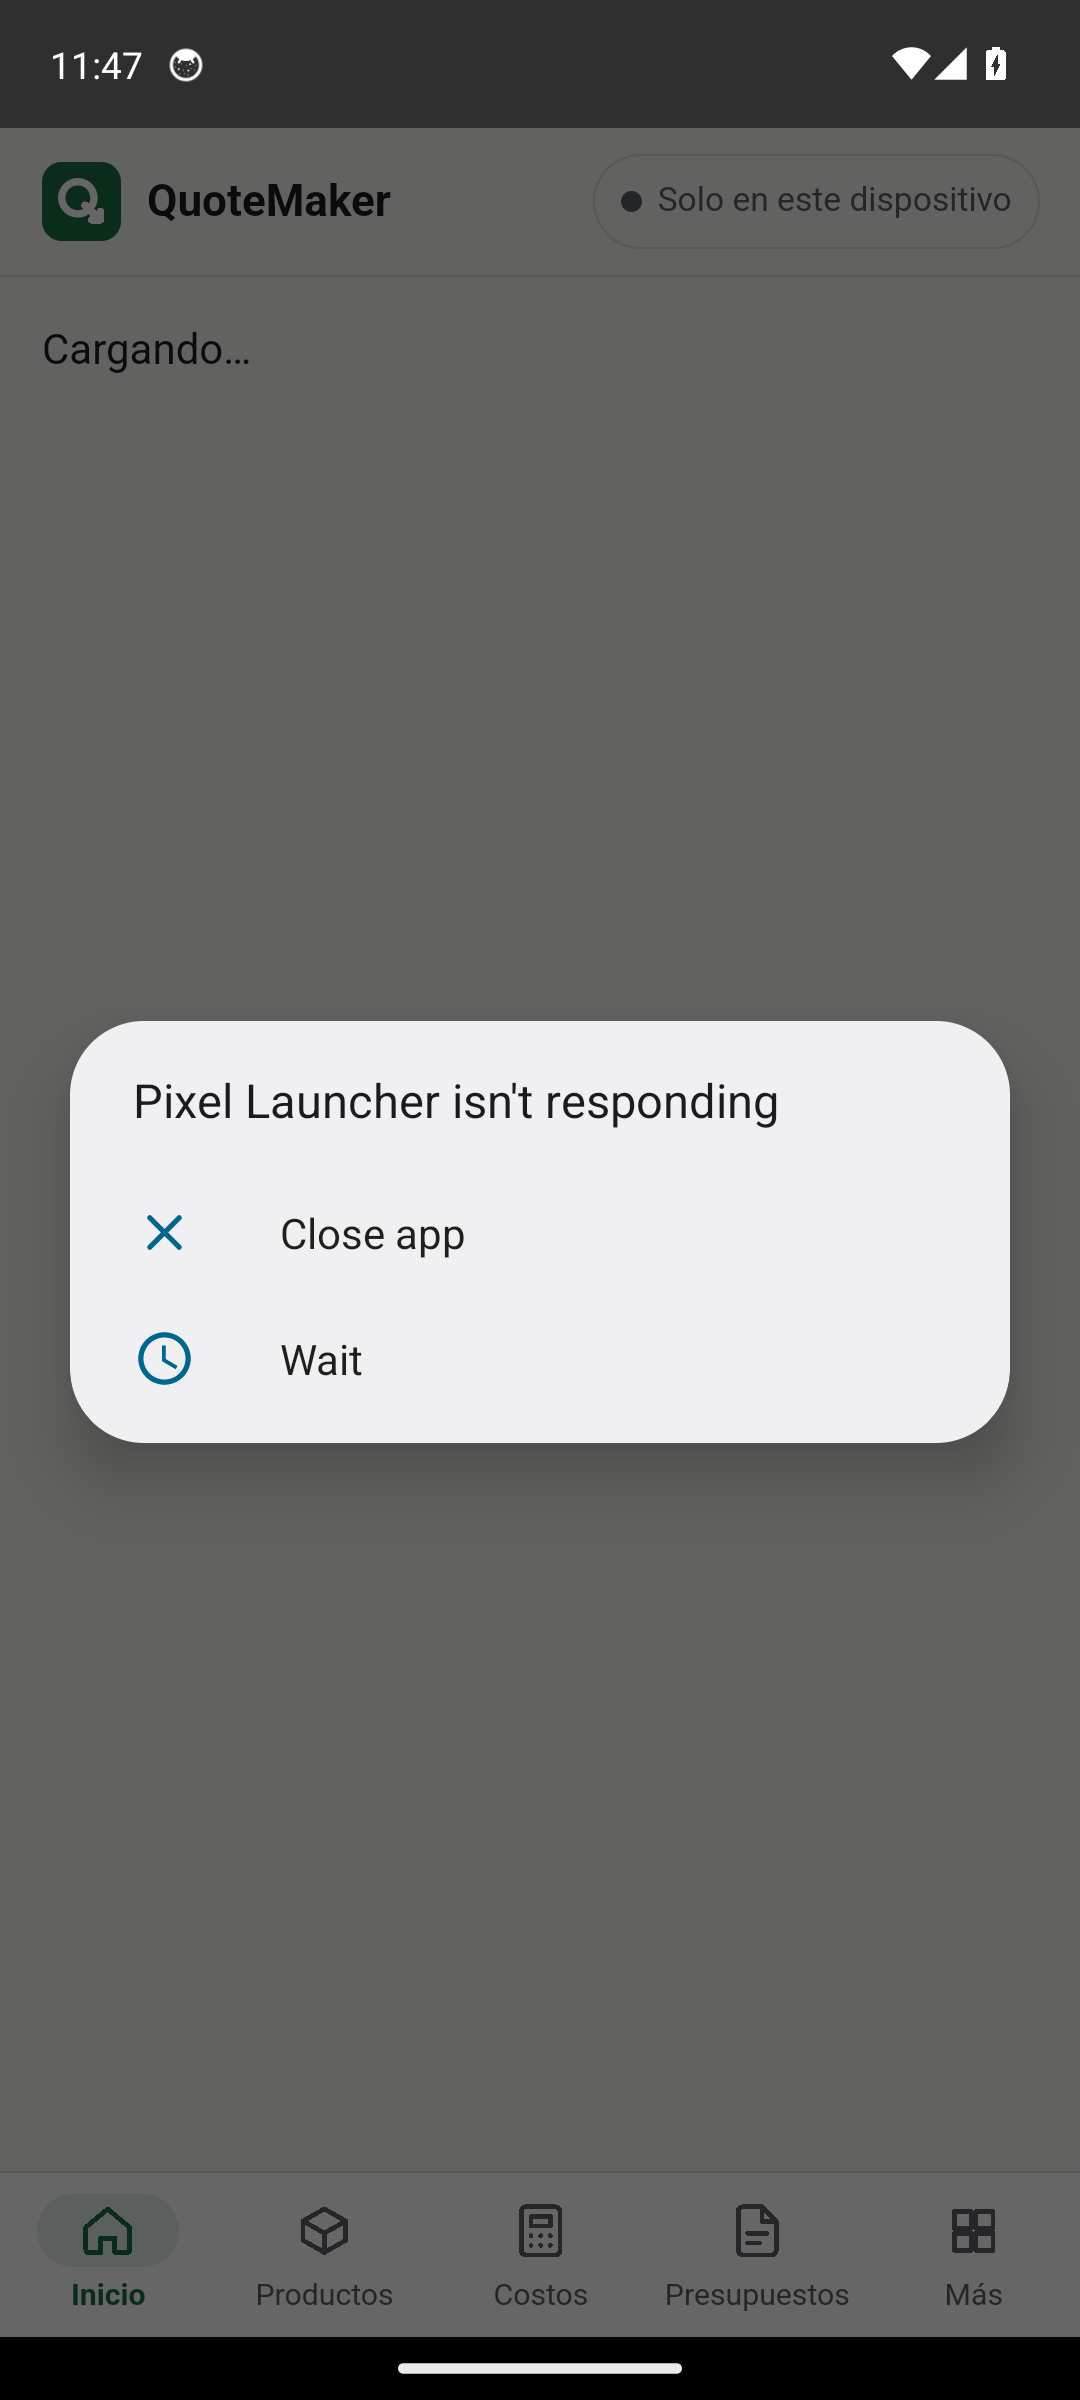 11:47
QuoteMaker
Solo en este dispositivo
Cargando...
Pixel Launcher isn't responding
Close app
Wait
Inicio
Productos
Costos
Presupuestos
Más